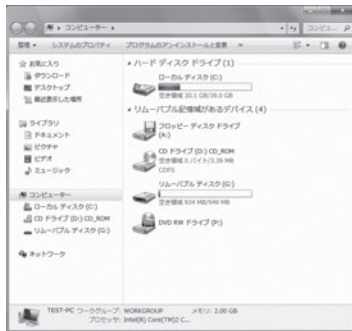 コンピューター
整理 システムのプロパティ プログラムのアンインストールと変更 »
お気に入り
ダウンロード
デスクトップ
最近表示した場所
ライブラリ
ドキュメント
ピクチャ
ビデオ
ミュージック
コンピューター
ローカル ディスク (C:)
CD ドライブ (D:) CD_ROM
リムーバブル ディスク (G:)
ネットワーク
ハード ディスク ドライブ (1)
ローカル ディスク (C:)
空き領域 30.1 GB/39.0 GB
リムーバブル記憶域があるデバイス (4)
フロッピー ディスク ドライブ
(A:)
CD ドライブ (D:) CD_ROM
空き領域 0 バイト/3.39 MB
CDFS
リムーバブル ディスク (G:)
空き領域 934 MB/949 MB
DVD RW ドライブ (P:)
TEST-PC ワークグループ: WORKGROUP メモリ: 2.00 GB
プロセッサ: Intel(R) Core(TM)2 C...